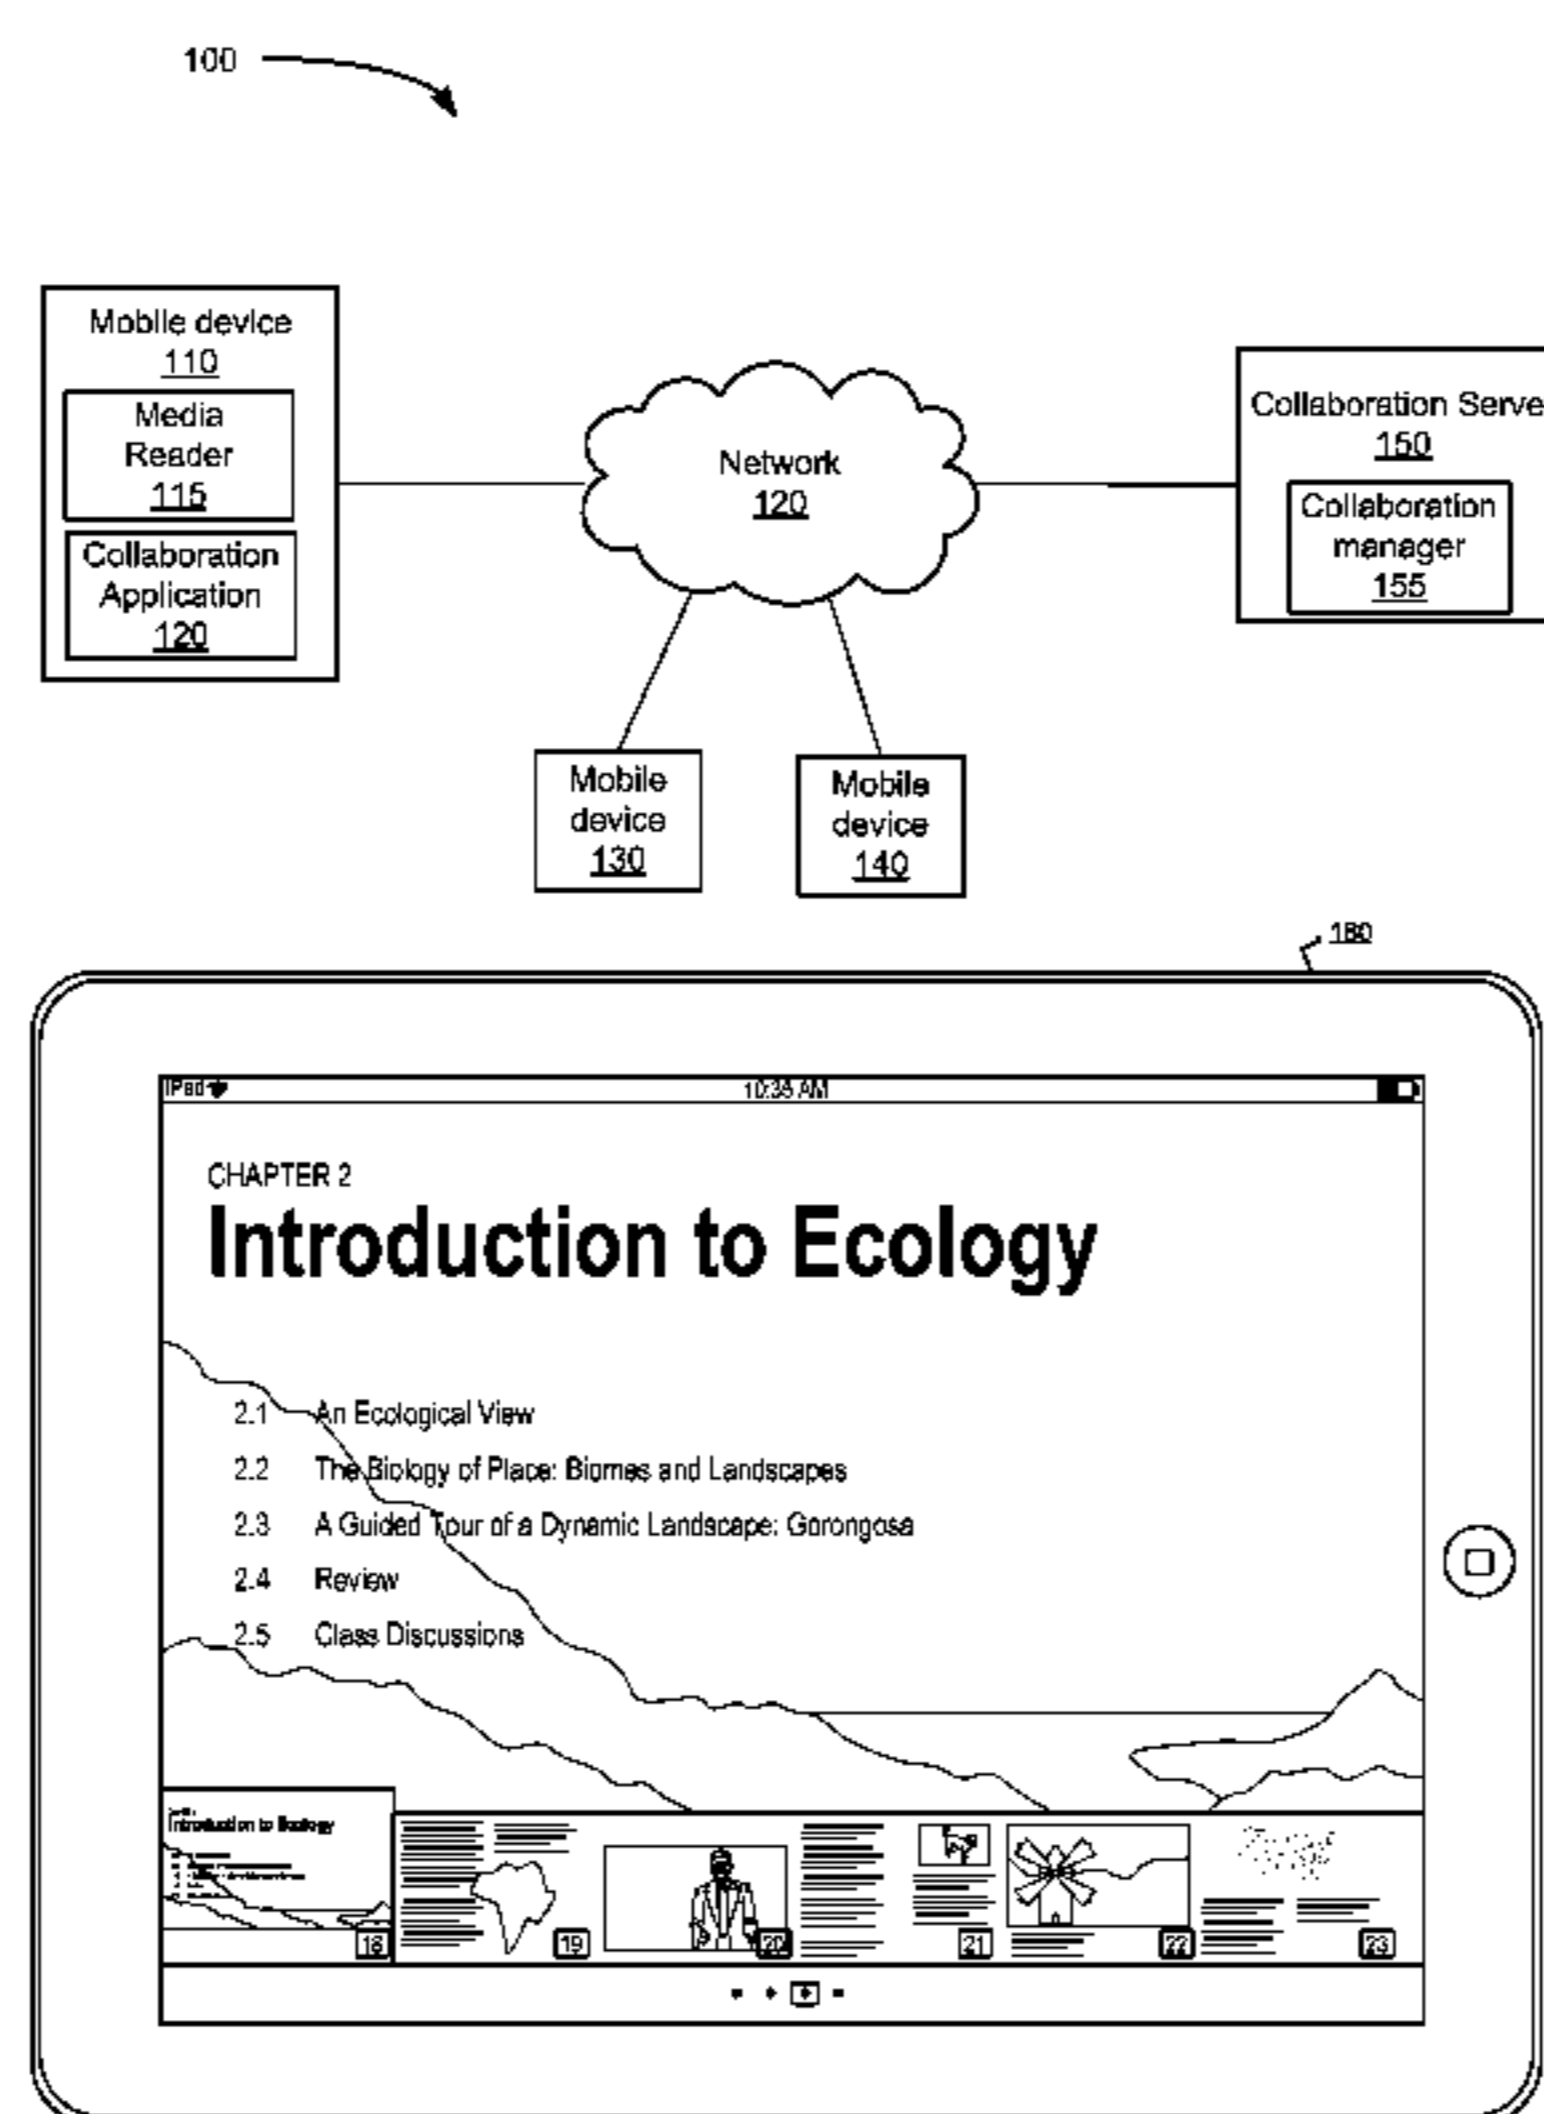 100
Mobile device
110
Media
Reader
115
Collaboration
Application
120
Network
120
Collaboration Serve
150
Collaboration
manager
155
Mobile
device
130
Mobile
device
140
180
iPad
10:35 AM
CHAPTER 2
Introduction to Ecology
2.1 An Ecological View
2.2 The Biology of Place: Biomes and Landscapes
2.3 A Guided Tour of a Dynamic Landscape: Gorongosa
2.4 Review
2.5 Class Discussions
Introduction to Ecology
18
19
20
21
22
23